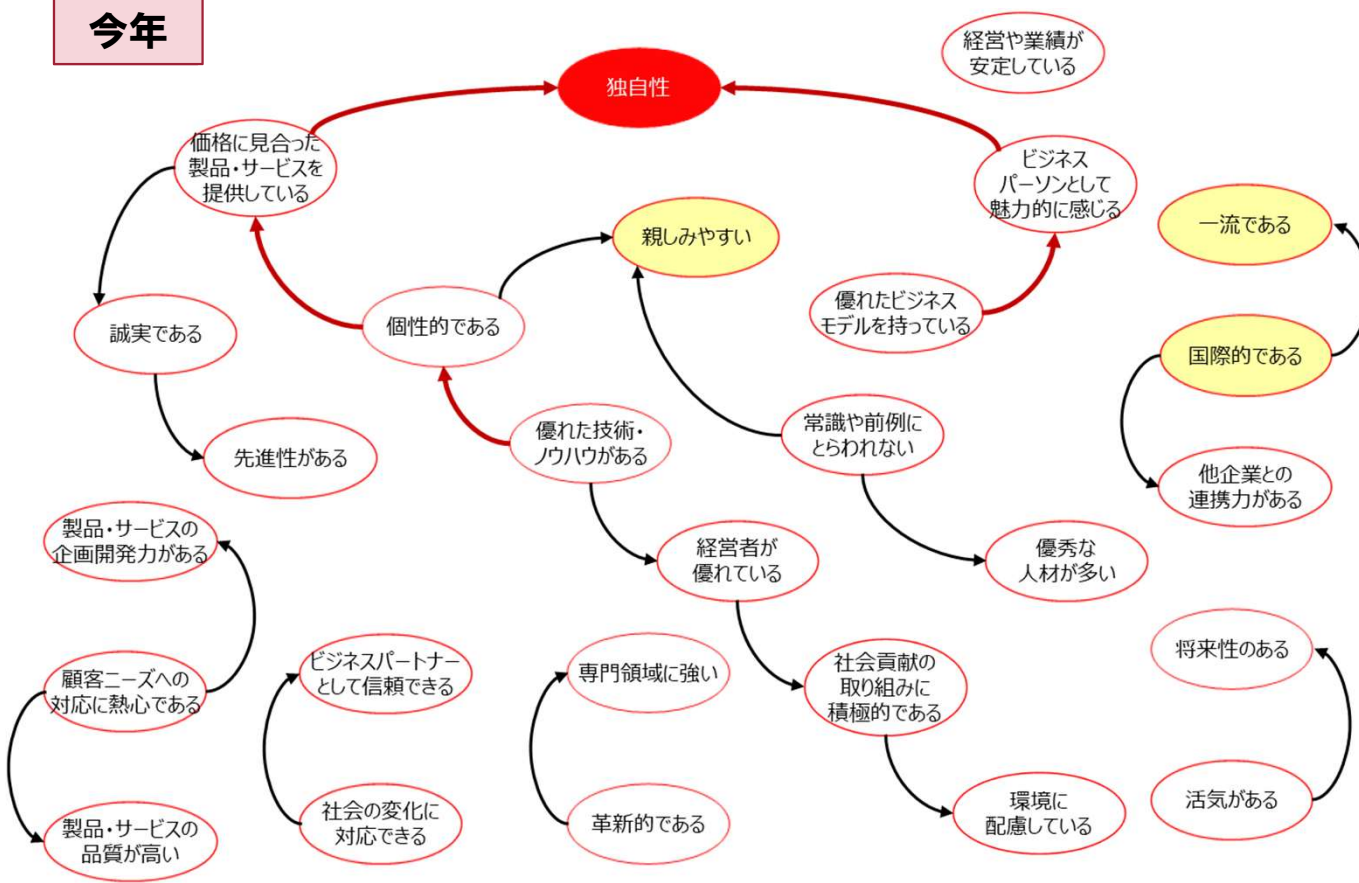 今年
経営や業績が
安定している
独自性
価格に見合った
製品・サービスを
提供している
ビジネス
パーソンとして
魅力的に感じる
一流である
親しみやすい
優れたビジネス
モデルを持っている
誠実である
個性的である
国際的である
優れた技術・
ノウハウがある
常識や前例に
とらわれない
先進性がある
他企業との
連携力がある
製品・サービスの
企画開発力がある
経営者が
優れている
優秀な
人材が多い
顧客ニーズへの
対応に熱心である
ビジネスパートナー
として信頼できる
専門領域に強い
社会貢献の
取り組みに
積極的である
将来性のある
製品・サービスの
品質が高い
社会の変化に
対応できる
革新的である
環境に
配慮している
活気がある